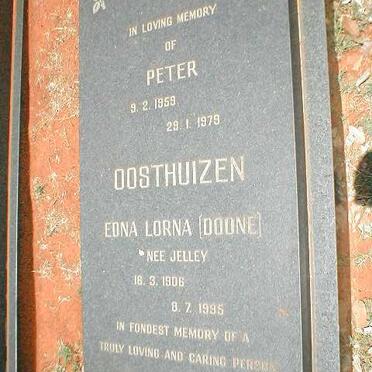 IN LOVING MEMORY
OF
PETER
9. 2. 1959
29. 1. 1979
OOSTHUIZEN
EDNA LORNA (DOONE)
NEE JELLEY
16. 3. 1906
8. 7. 1995
IN FONDEST MEMORY OF A
TRULY LOVING AND CARING PERSON